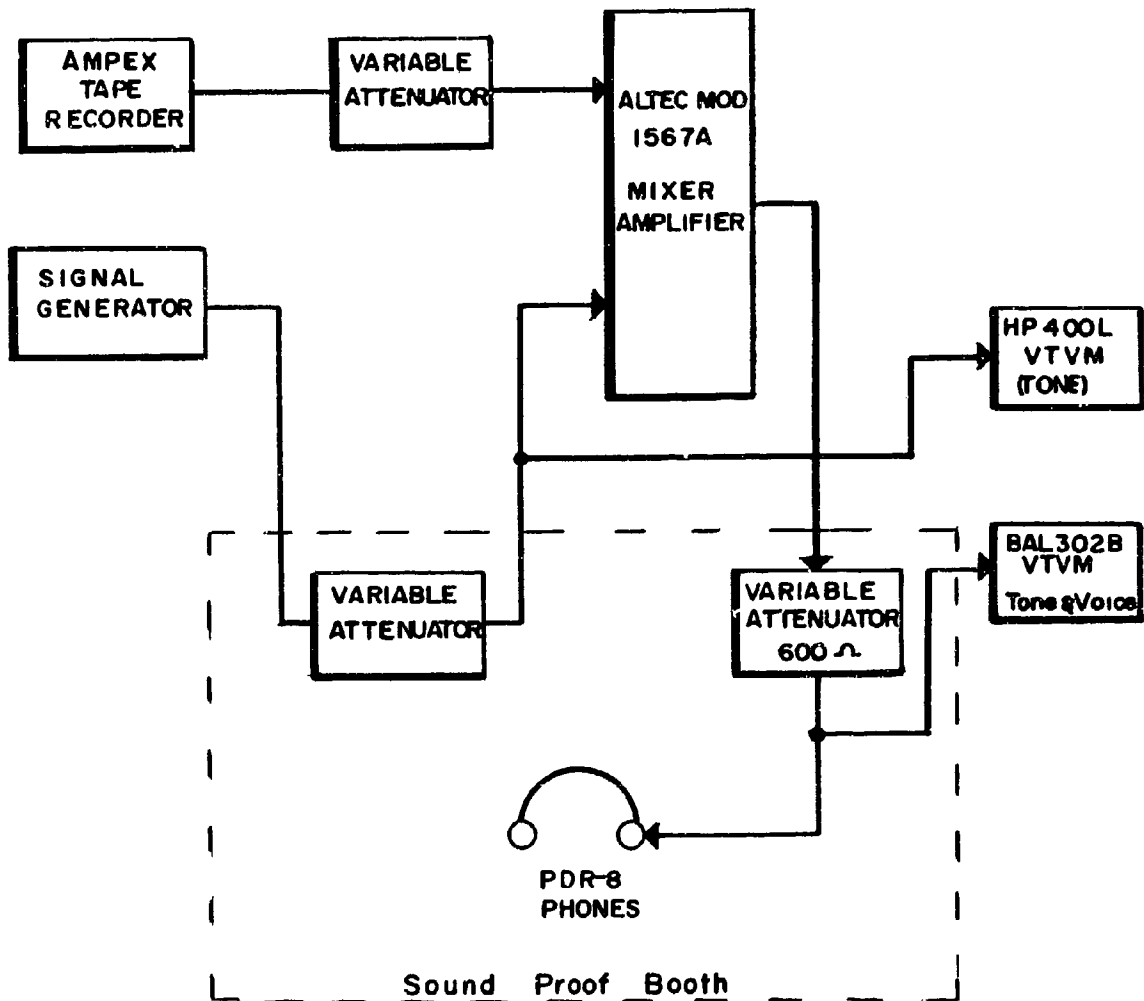 AMPEX
TAPE
RECORDER
VARIABLE
ATTENUATOR
ALTEC MOD
1567A
MIXER
AMPLIFIER
SIGNAL
GENERATOR
HP 400L
VTVM
(TONE)
VARIABLE
ATTENUATOR
VARIABLE
ATTENUATOR
600 Ω
BAL302B
VTVM
Tone & Voice
PDR-8
PHONES
Sound Proof Booth